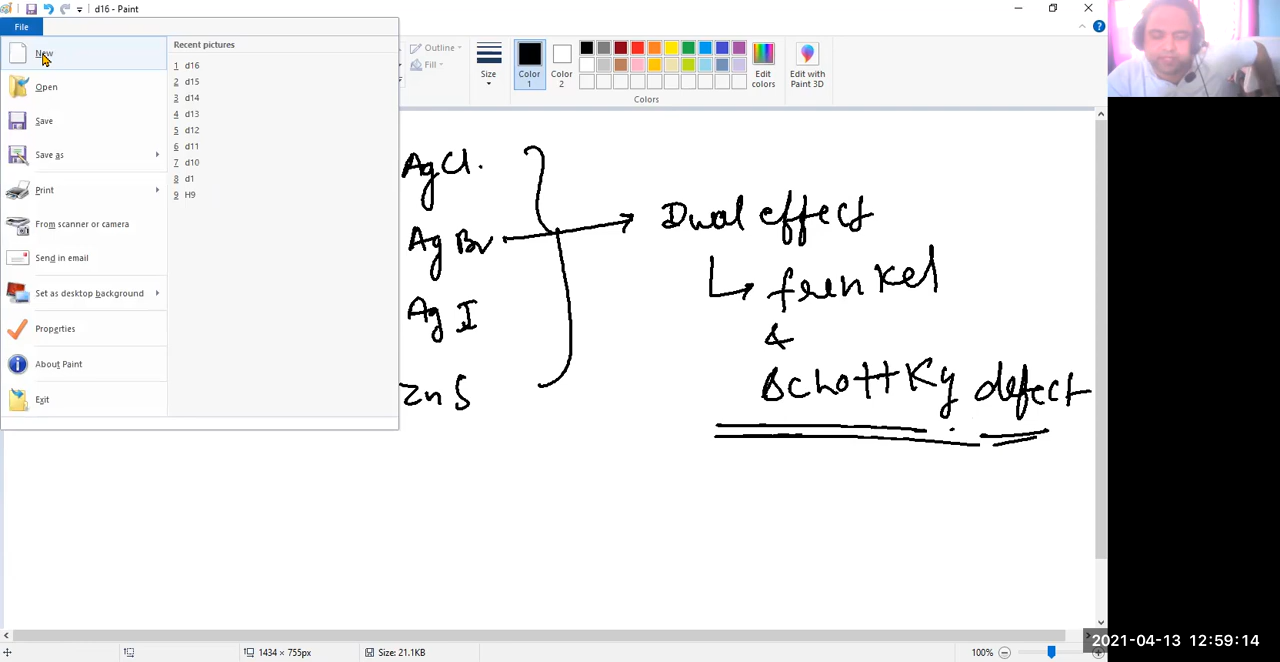 d16 - Paint
File
New
Open
Save
Save as
Print
From scanner or camera
Send in email
Set as desktop background
Properties
About Paint
Exit
Recent pictures
1 d16
2 d15
3 d14
4 d13
5 d12
6 d11
7 d10
8 d1
9 H9
Outline
Fill
Size
Color 1
Color 2
Edit colors
Edit with Paint 3D
Colors
AgCl.
AgBr
AgI
ZnS
Dual effect
frenkel
&
Schottky defect
1434 × 755px
Size: 21.1KB
100%
2021-04-13 12:59:14